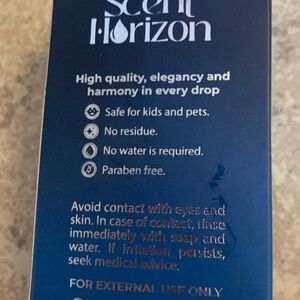 Scent
Horizon
High quality, elegancy and
harmony in every drop
Safe for kids and pets.
No residue.
No water is required.
Paraben free.
Avoid contact with eyes and
skin. In case of contact, rinse
immediately with soap and
water. If irritation persists,
seek medical advice.
FOR EXTERNAL USE ONLY